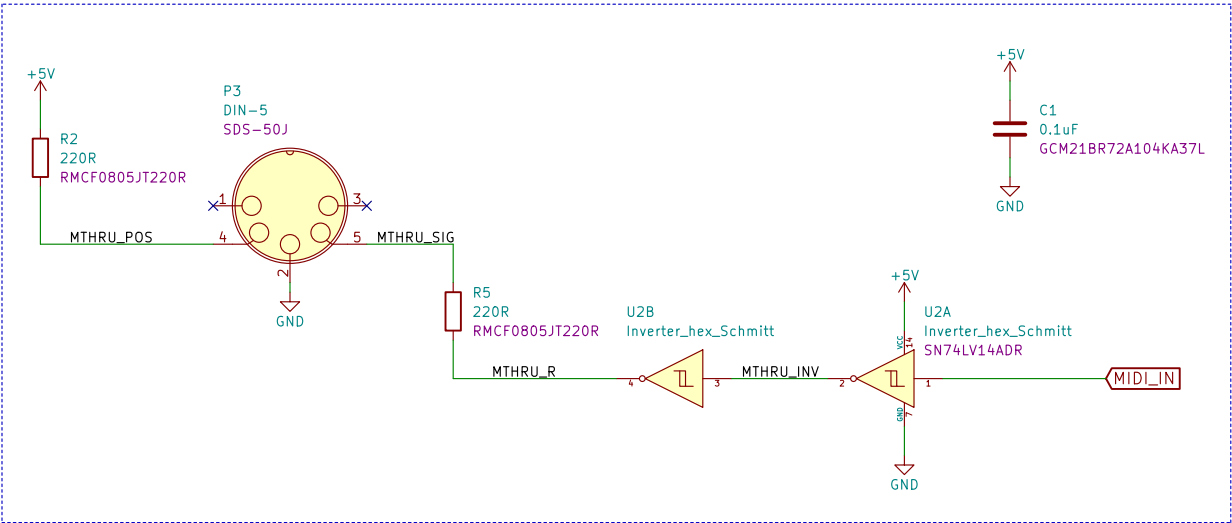 +5V
R2
220R
RMCF0805JT220R
MTHRU_POS
P3
DIN-5
SDS-50J
1
3
4
5
2
GND
MTHRU_SIG
R5
220R
RMCF0805JT220R
MTHRU_R
U2B
Inverter_hex_Schmitt
4
3
MTHRU_INV
+5V
U2A
Inverter_hex_Schmitt
SN74LV14ADR
VCC
14
2
1
GND
7
GND
MIDI_IN
+5V
C1
0.1uF
GCM21BR72A104KA37L
GND